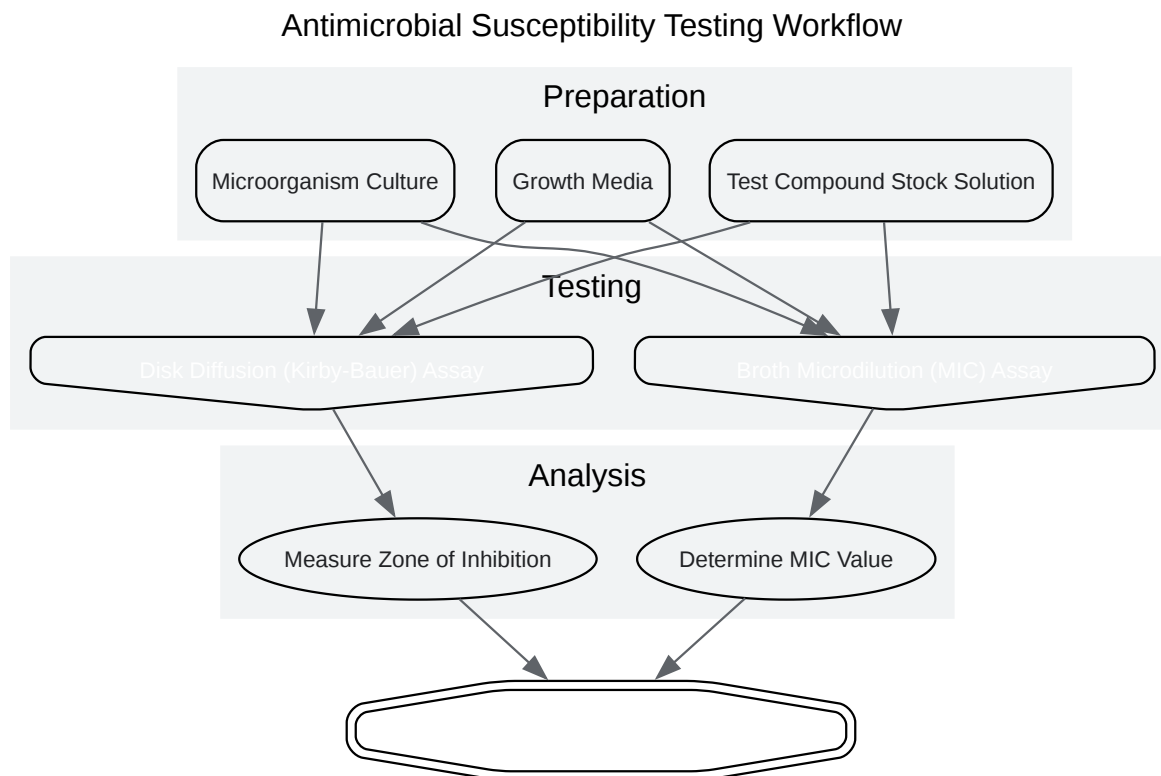 Antimicrobial Susceptibility Testing Workflow
Preparation
Microorganism Culture
Growth Media
Test Compound Stock Solution
Testing
Disk Diffusion (Kirby-Bauer) Assay
Broth Microdilution (MIC) Assay
Analysis
Measure Zone of Inhibition
Determine MIC Value